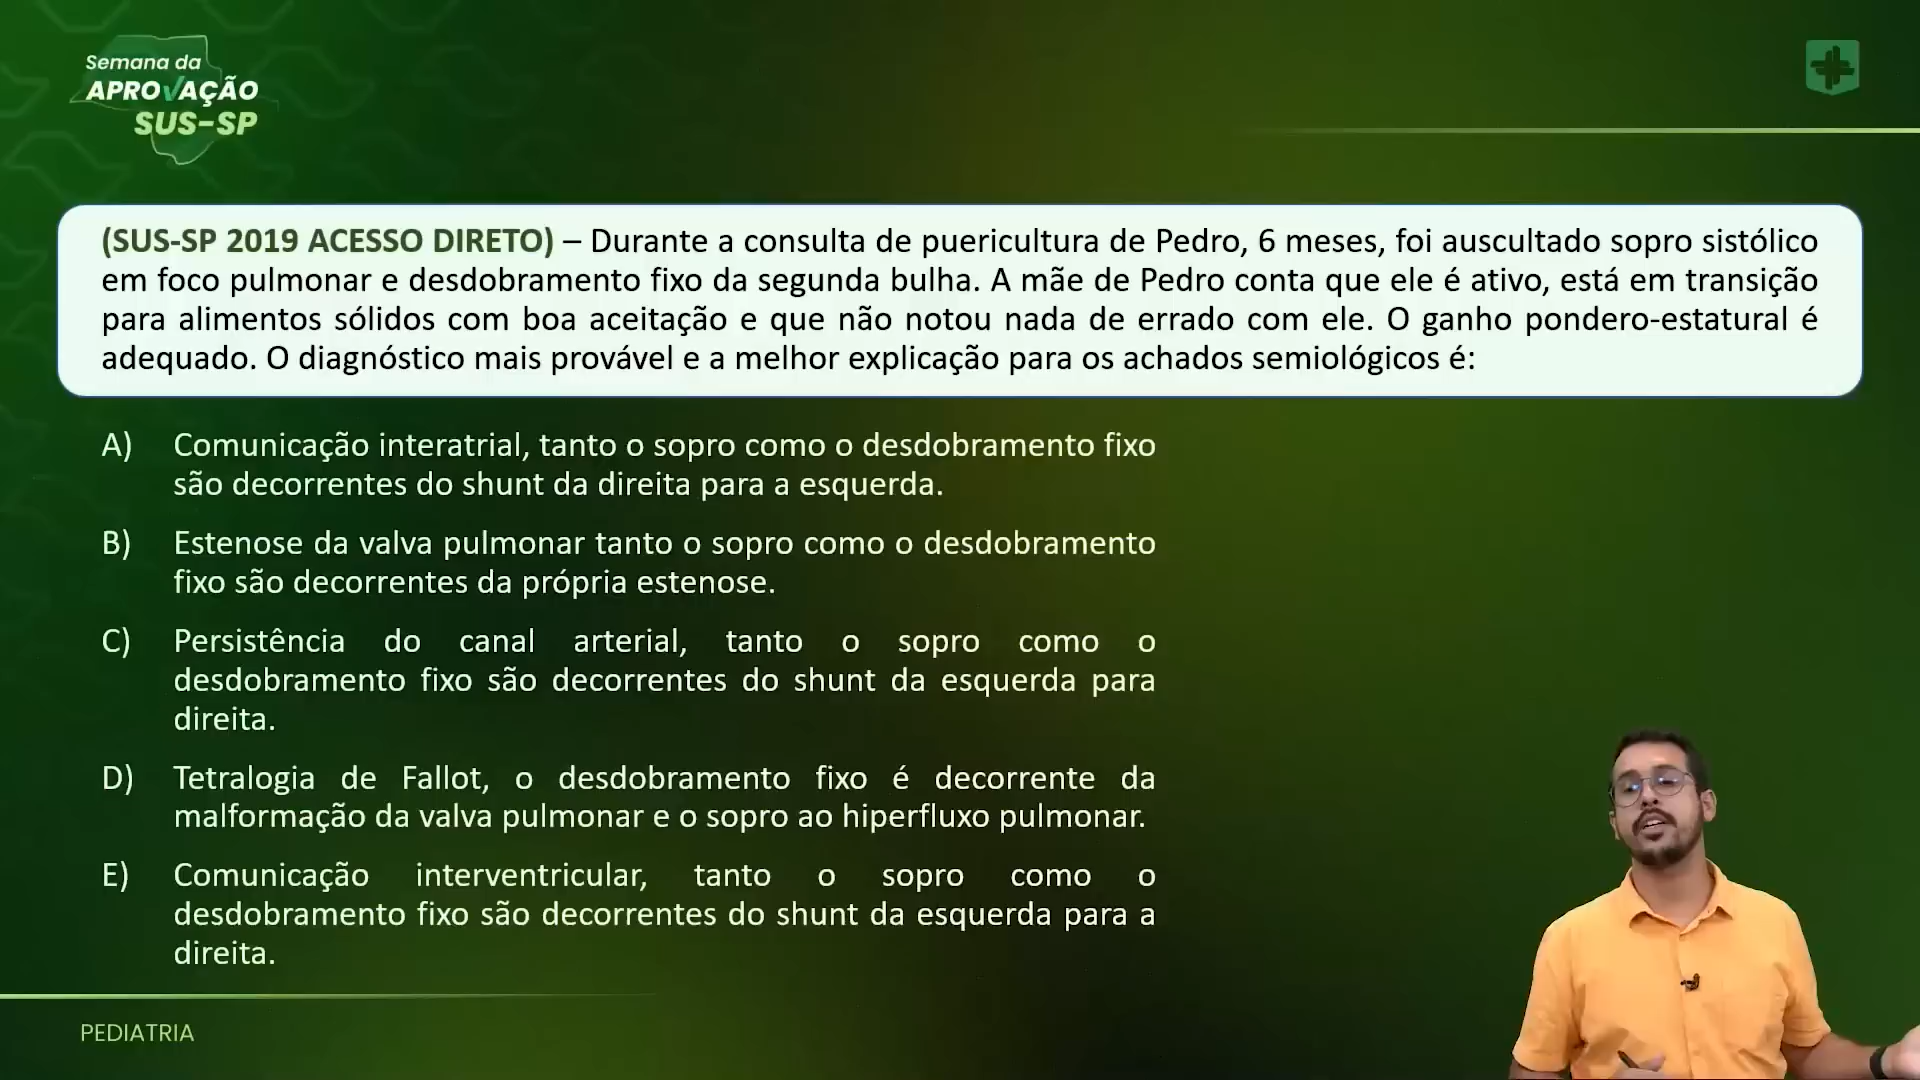 Semana da
APROVAÇÃO
SUS-SP
(SUS-SP 2019 ACESSO DIRETO) – Durante a consulta de puericultura de Pedro, 6 meses, foi auscultado sopro sistólico
em foco pulmonar e desdobramento fixo da segunda bulha. A mãe de Pedro conta que ele é ativo, está em transição
para alimentos sólidos com boa aceitação e que não notou nada de errado com ele. O ganho pondero-estatural é
adequado. O diagnóstico mais provável e a melhor explicação para os achados semiológicos é:
A) Comunicação interatrial, tanto o sopro como o desdobramento fixo
são decorrentes do shunt da direita para a esquerda.
B) Estenose da valva pulmonar tanto o sopro como o desdobramento
fixo são decorrentes da própria estenose.
C) Persistência do canal arterial, tanto o sopro como o
desdobramento fixo são decorrentes do shunt da esquerda para
direita.
D) Tetralogia de Fallot, o desdobramento fixo é decorrente da
malformação da valva pulmonar e o sopro ao hiperfluxo pulmonar.
E) Comunicação interventricular, tanto o sopro como o
desdobramento fixo são decorrentes do shunt da esquerda para a
direita.
PEDIATRIA